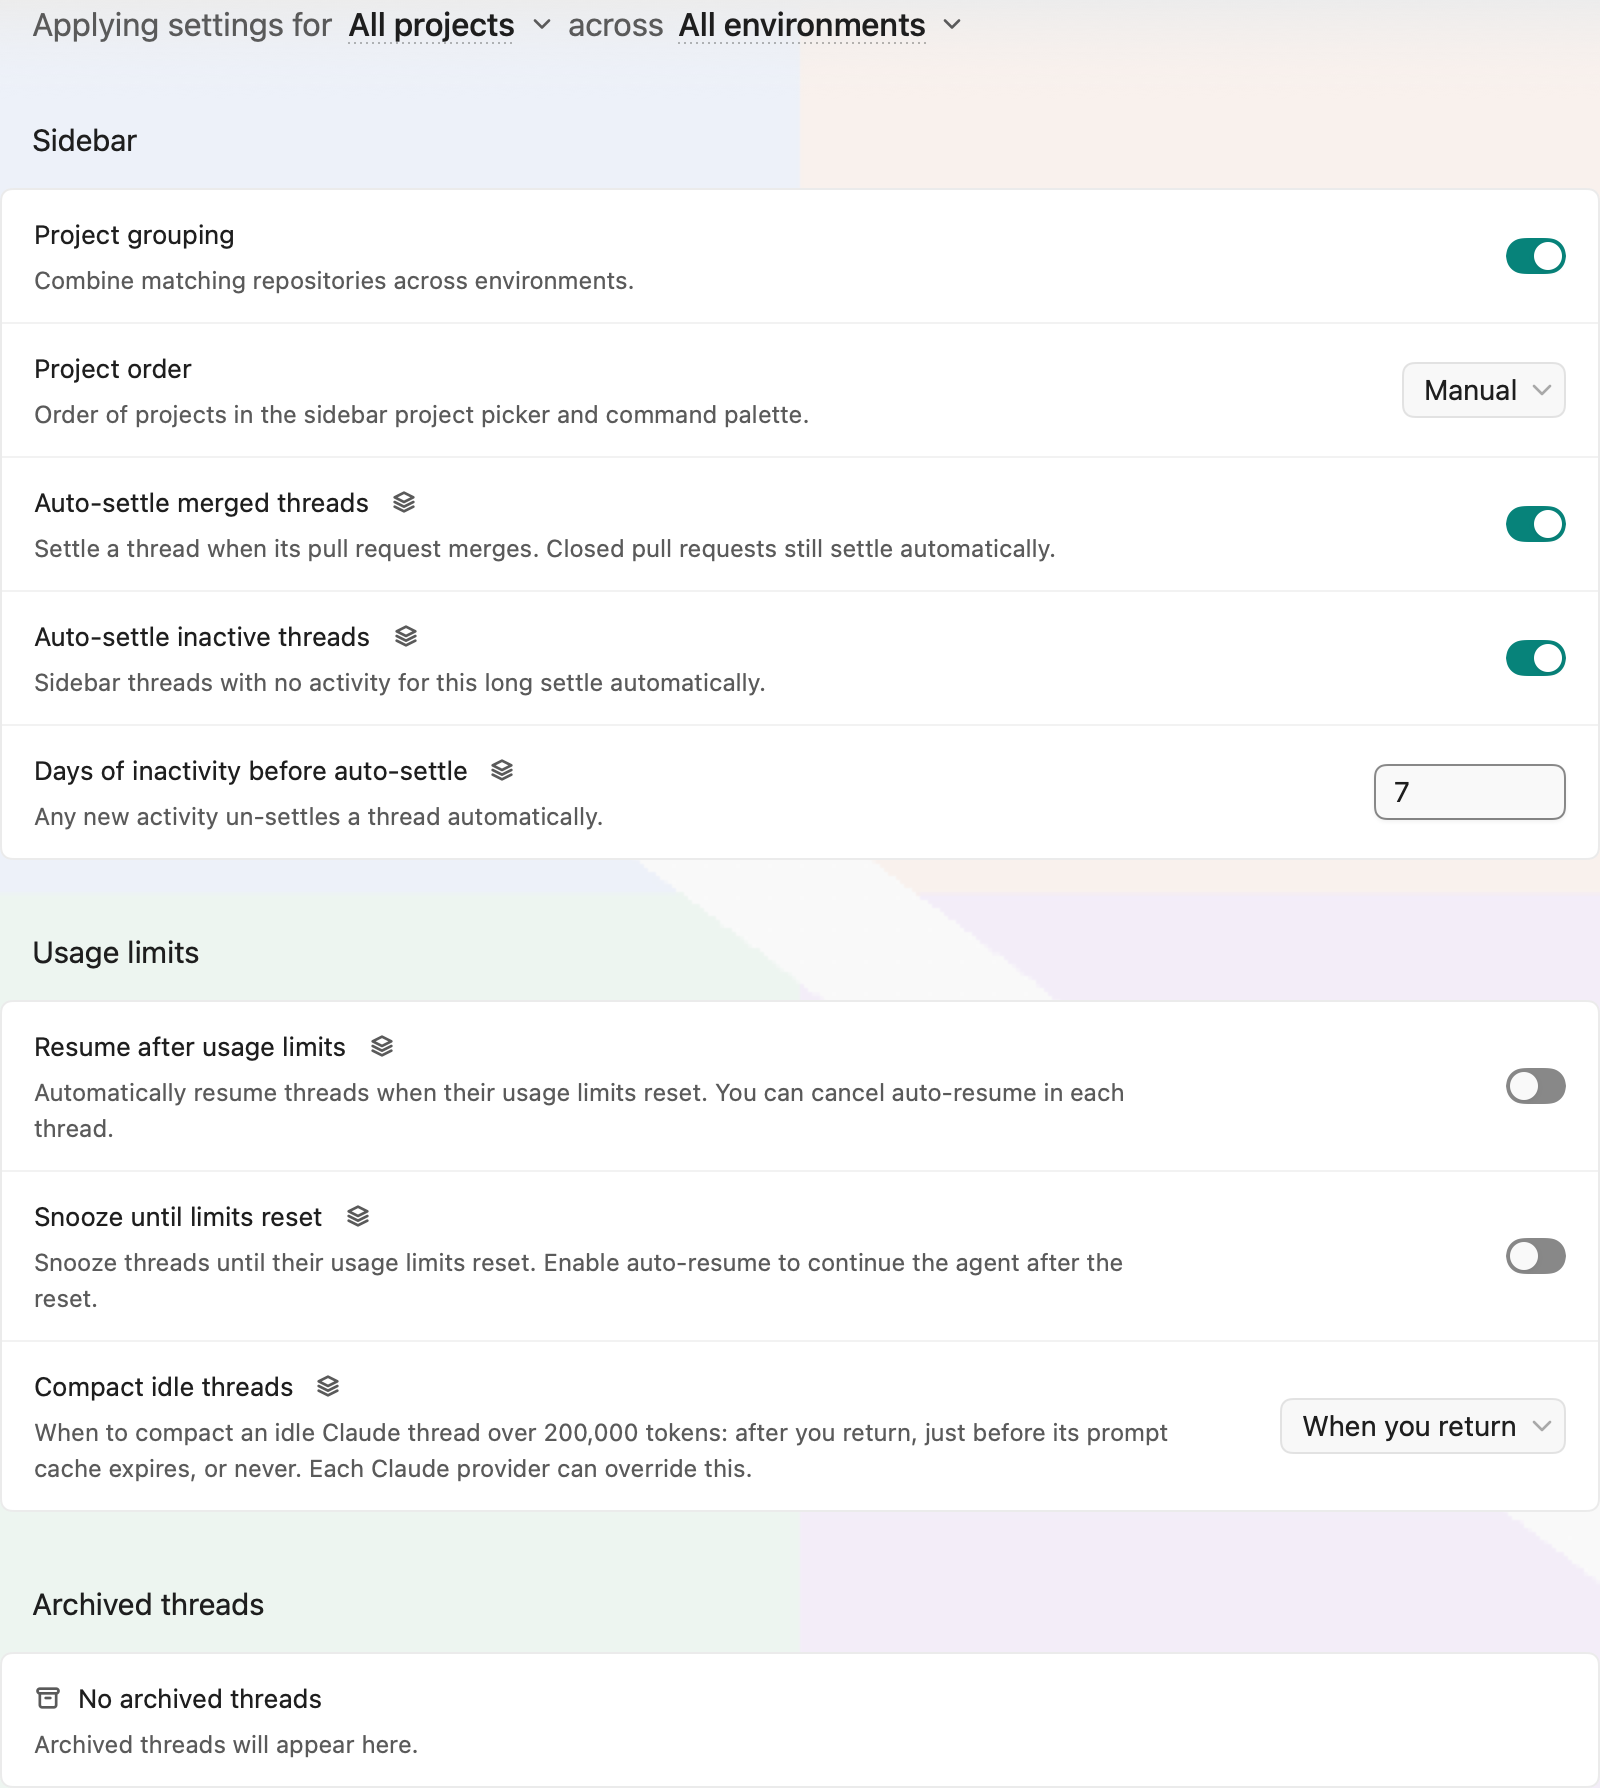 Applying settings for All projects across All environments
Sidebar
Project grouping
Combine matching repositories across environments.
Project order
Order of projects in the sidebar project picker and command palette.
Manual
Auto-settle merged threads
Settle a thread when its pull request merges. Closed pull requests still settle automatically.
Auto-settle inactive threads
Sidebar threads with no activity for this long settle automatically.
Days of inactivity before auto-settle
Any new activity un-settles a thread automatically.
7
Usage limits
Resume after usage limits
Automatically resume threads when their usage limits reset. You can cancel auto-resume in each
thread.
Snooze until limits reset
Snooze threads until their usage limits reset. Enable auto-resume to continue the agent after the
reset.
Compact idle threads
When to compact an idle Claude thread over 200,000 tokens: after you return, just before its prompt
cache expires, or never. Each Claude provider can override this.
When you return
Archived threads
No archived threads
Archived threads will appear here.